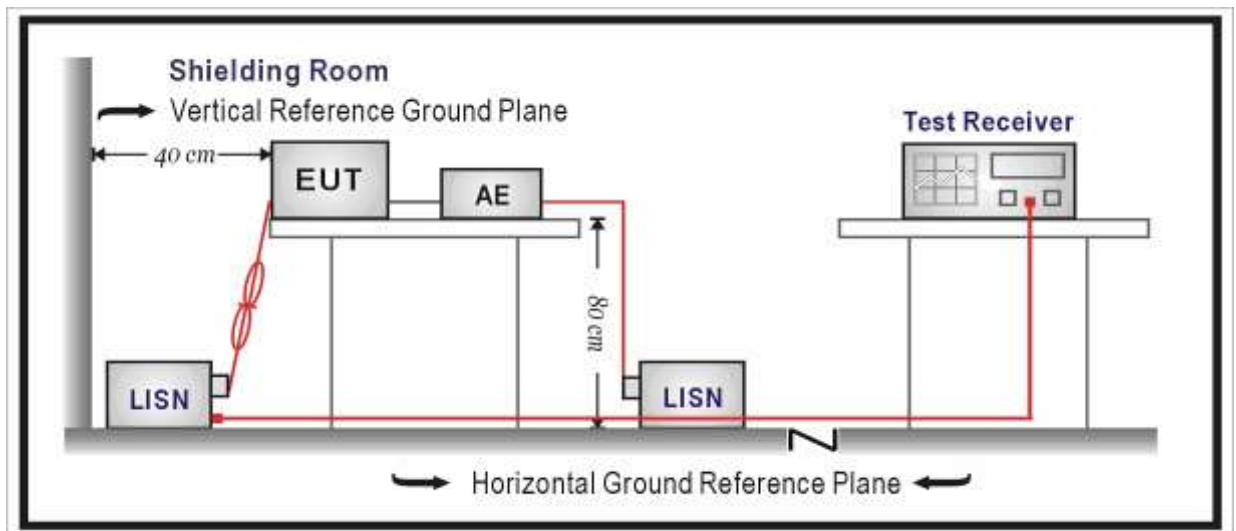 Shielding Room
Vertical Reference Ground Plane
40 cm
EUT
AE
Test Receiver
80 cm
LISN
LISN
Horizontal Ground Reference Plane